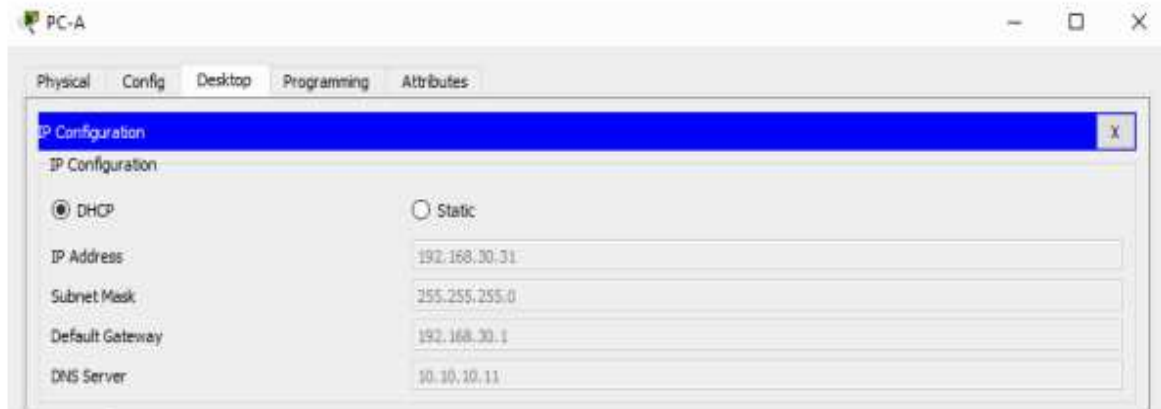 PC-A
Physical Config Desktop Programming Attributes
IP Configuration X
IP Configuration
DHCP Static
IP Address 192.168.30.31
Subnet Mask 255.255.255.0
Default Gateway 192.168.30.1
DNS Server 10.10.10.11